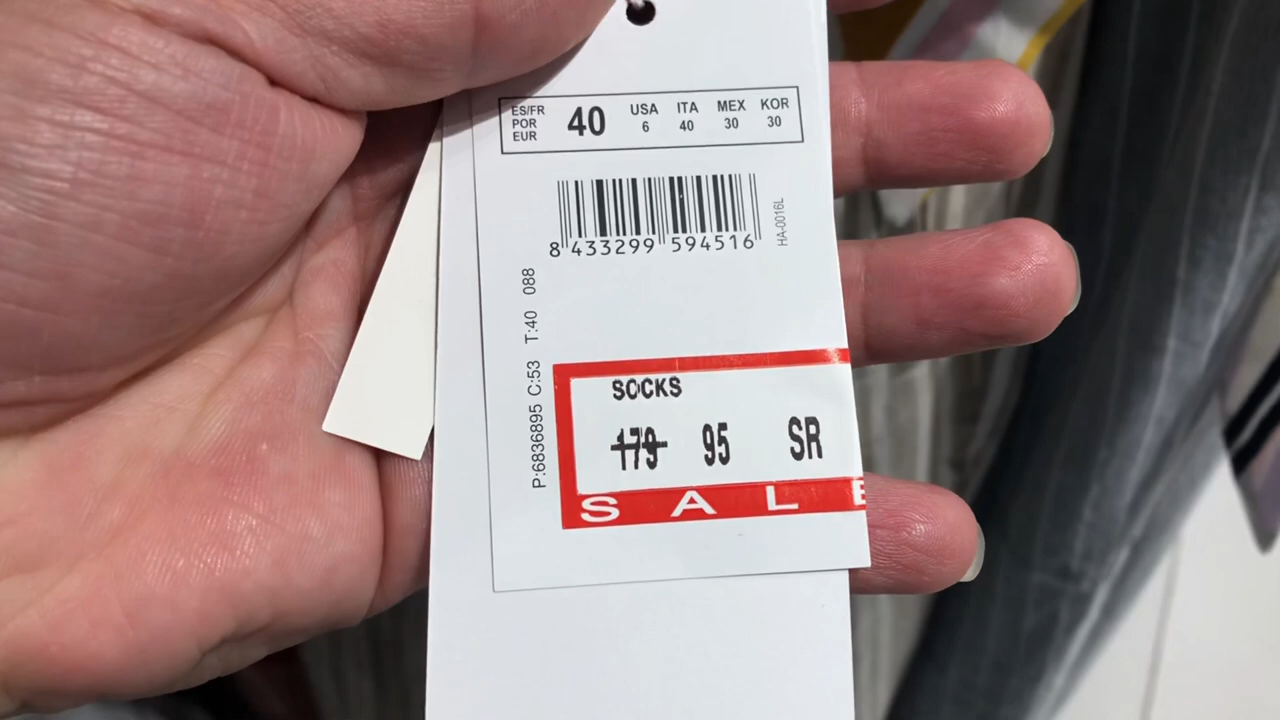 ES/FR POR EUR 40 USA 6 ITA 40 MEX 30 KOR 30
8 433299 594516
HA-0016L
P:6836895 C:53 T:40 088
SOCKS
179 95 SR
SALE